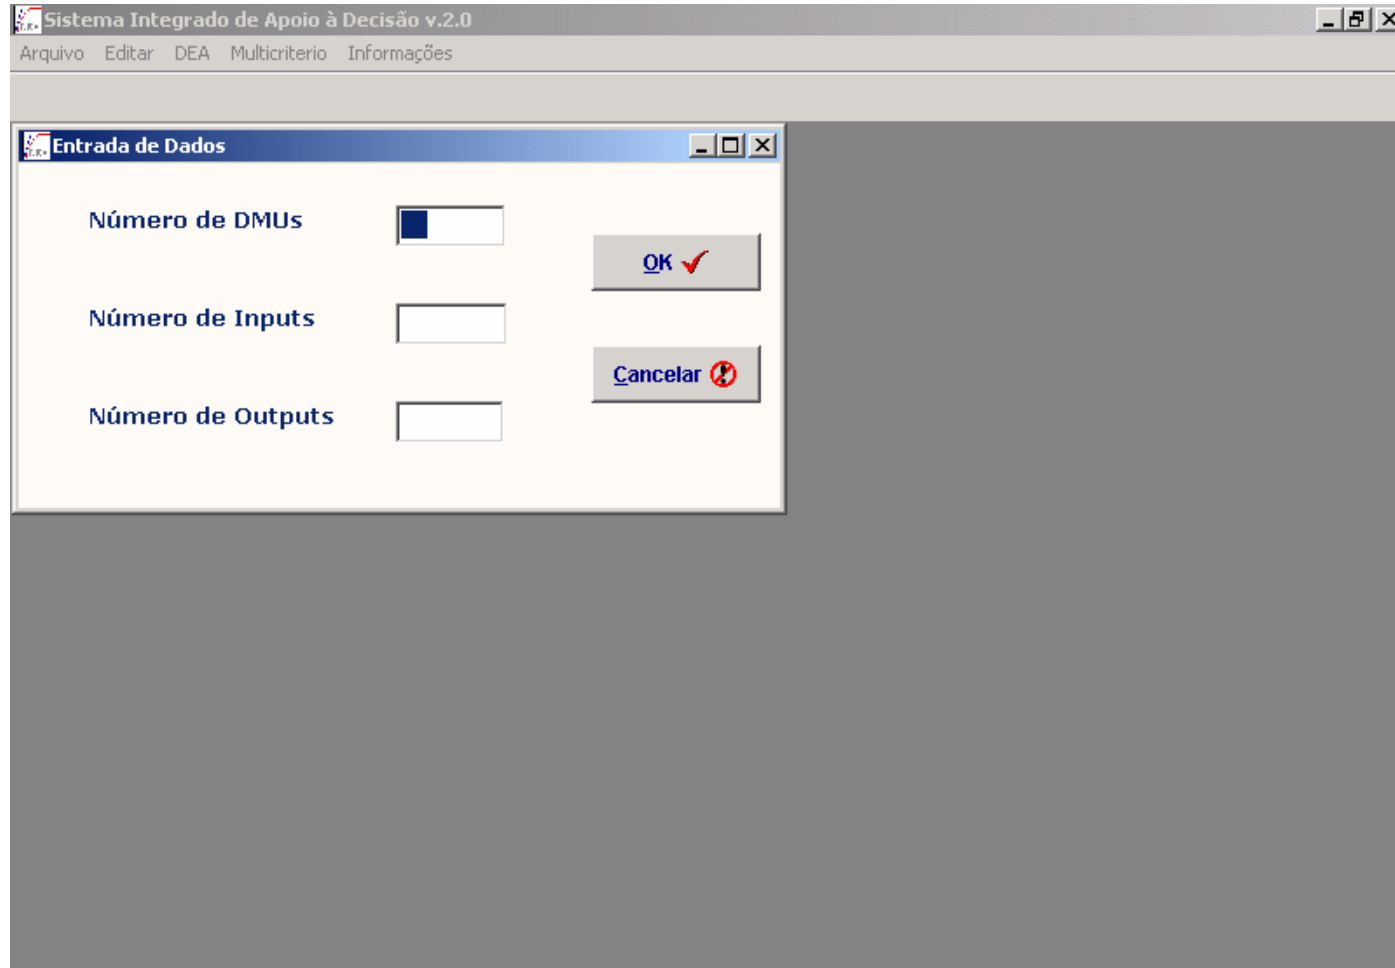 Sistema Integrado de Apoio à Decisão v.2.0
Arquivo Editar DEA Multicriterio Informações
Entrada de Dados
Número de DMUs
OK
Número de Inputs
Cancelar
Número de Outputs